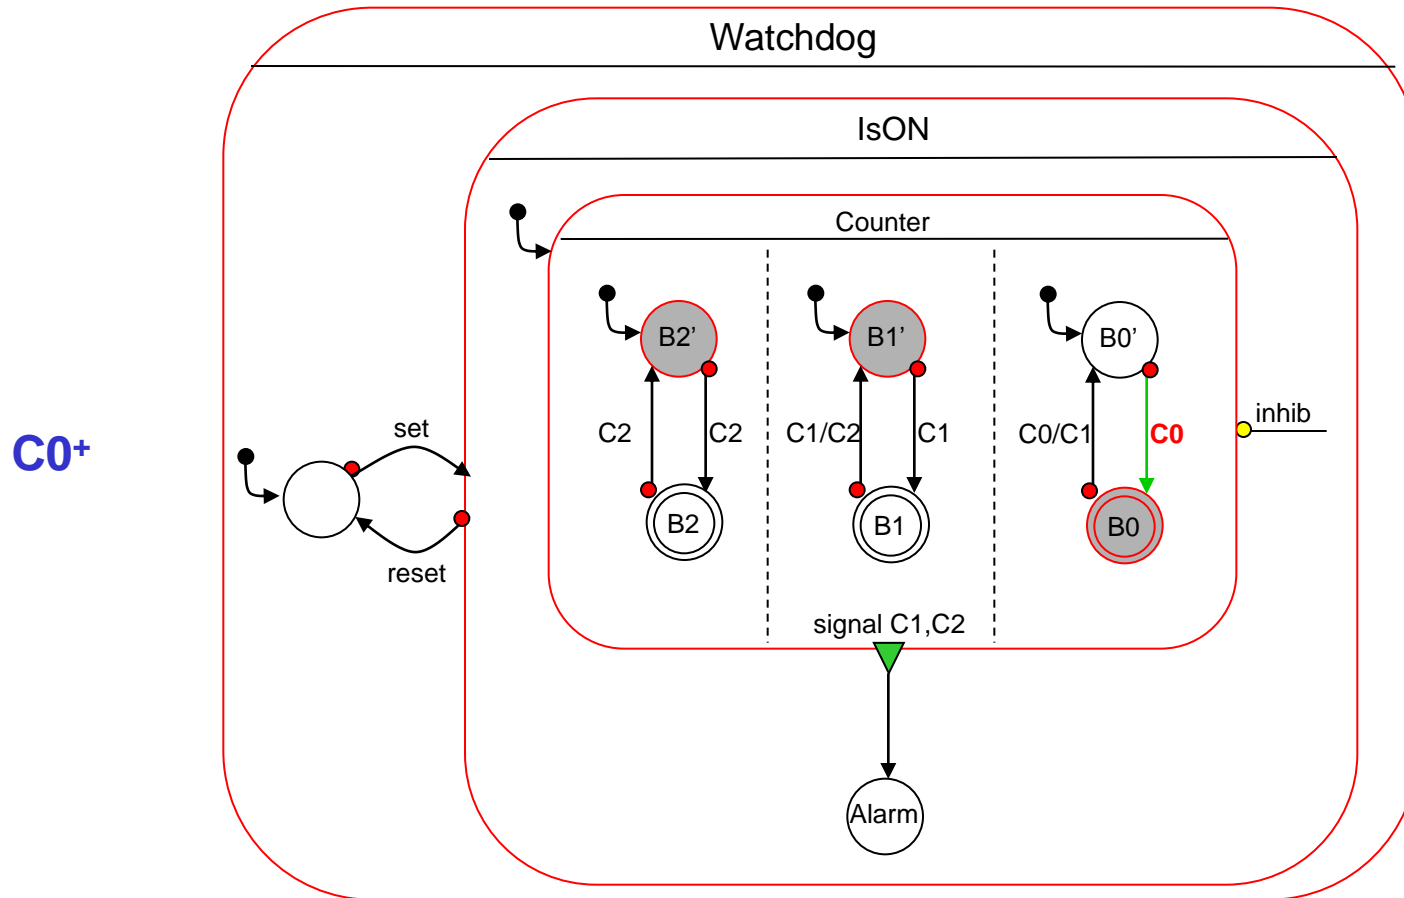 Watchdog
IsON
Counter
B2’
B1’
B0’
C0+
set
C2
C2
C1/C2
C1
C0/C1
C0
inhib
B2
B1
B0
reset
signal C1,C2
Alarm